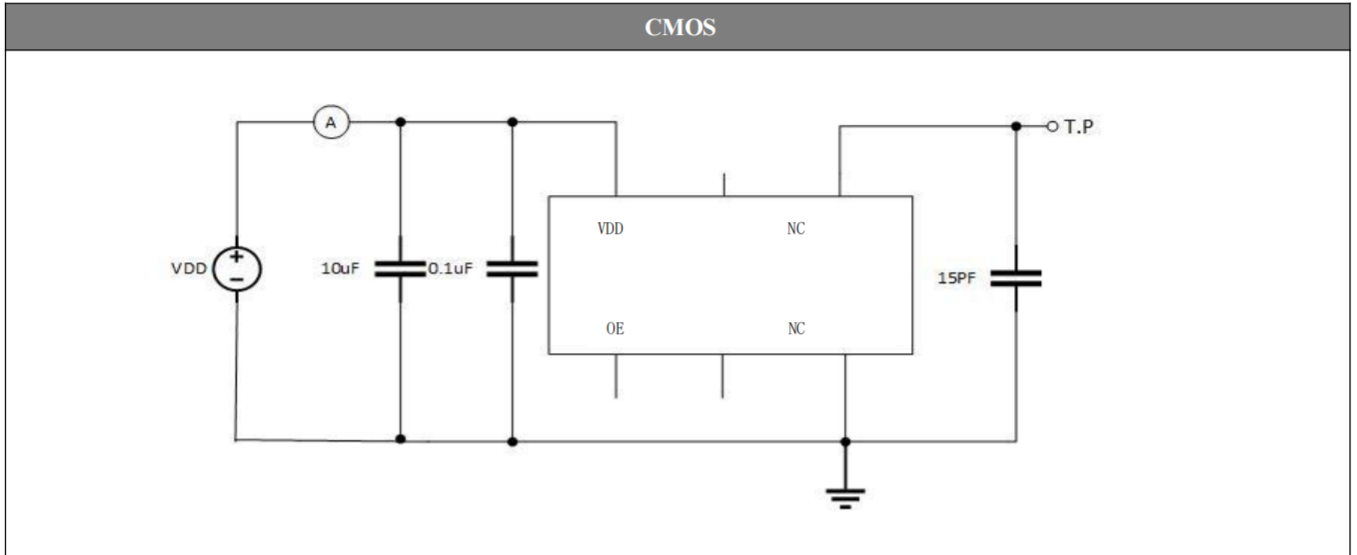 CMOS
A
T.P
VDD NC
VDD
10uF
0.1uF
15PF
OE NC